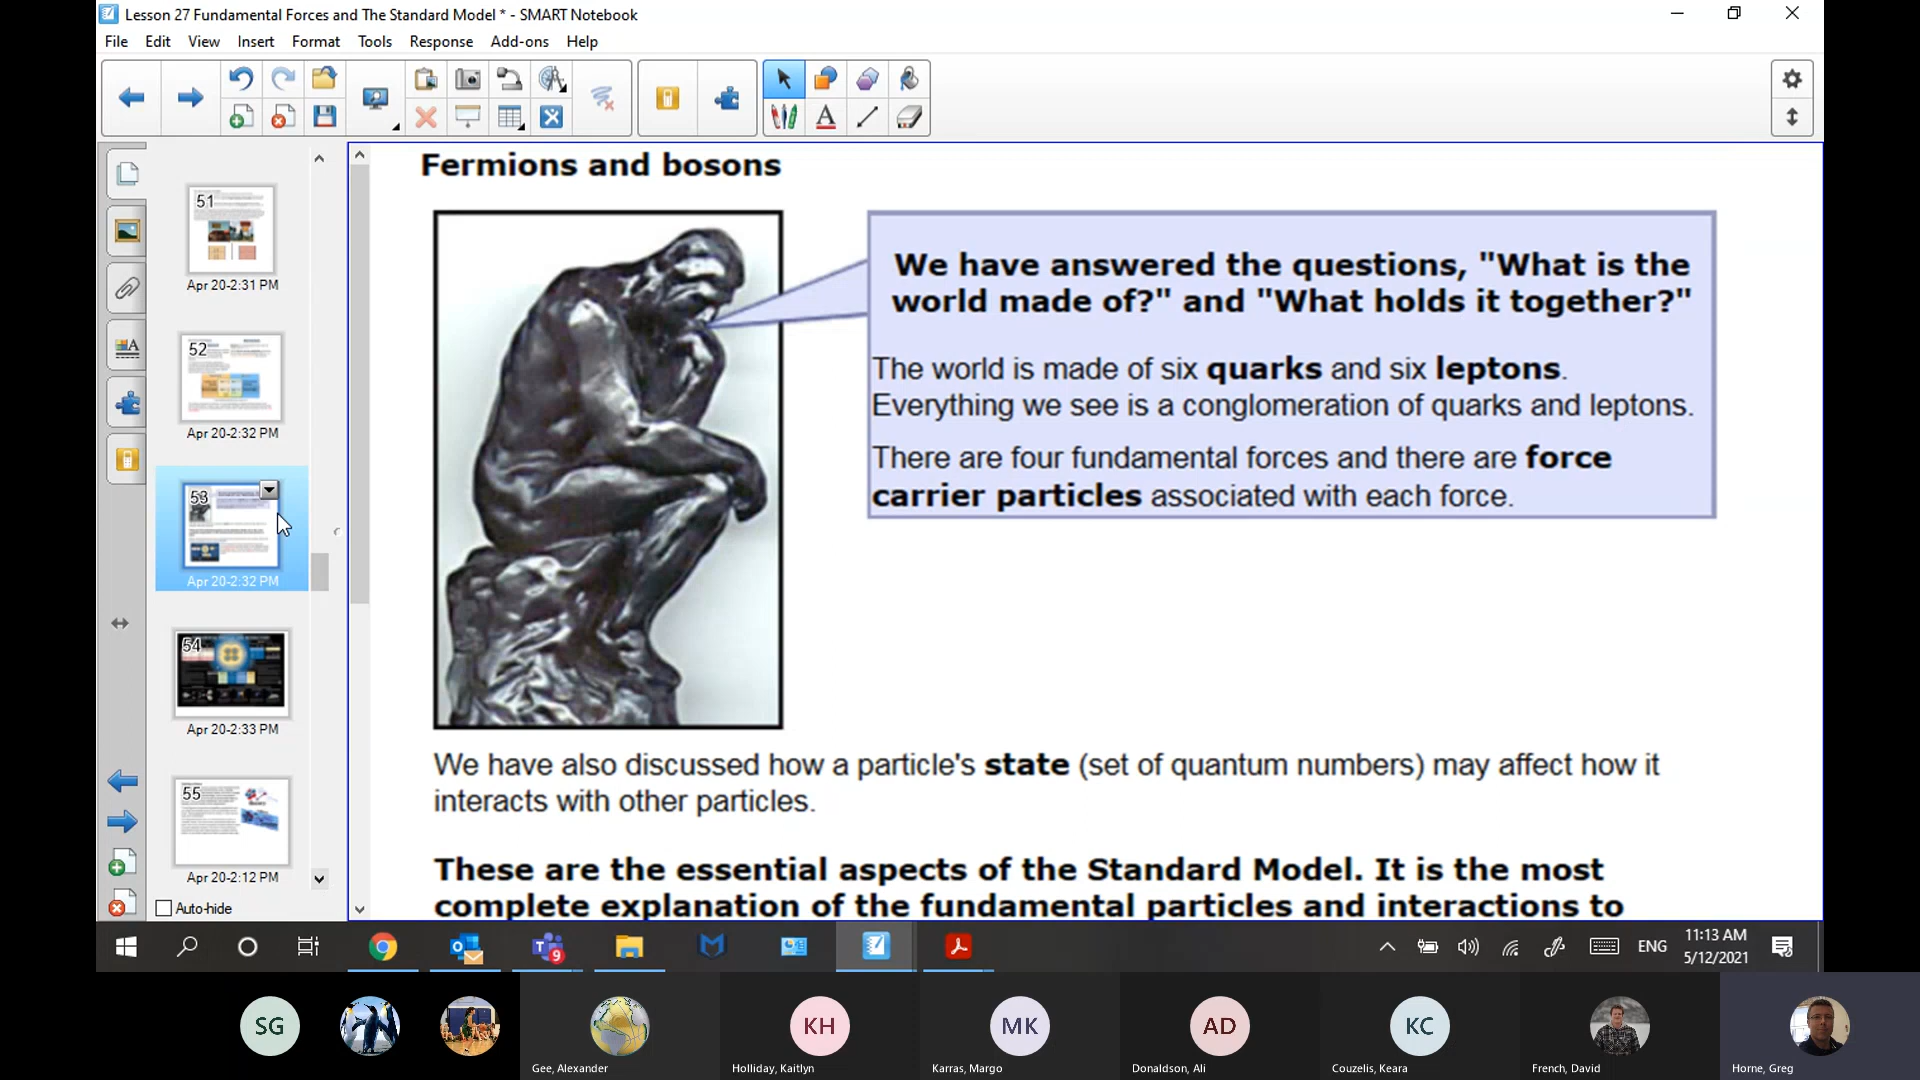 Lesson 27 Fundamental Forces and The Standard Model * - SMART Notebook
File Edit View Insert Format Tools Response Add-ons Help
51
Apr 20-2:31 PM
52
Apr 20-2:32 PM
53
Apr 20-2:32 PM
54
Apr 20-2:33 PM
55
Apr 20-2:12 PM
Auto-hide
Fermions and bosons
We have answered the questions, "What is the
world made of?" and "What holds it together?"
The world is made of six quarks and six leptons.
Everything we see is a conglomeration of quarks and leptons.
There are four fundamental forces and there are force
carrier particles associated with each force.
We have also discussed how a particle's state (set of quantum numbers) may affect how it
interacts with other particles.
These are the essential aspects of the Standard Model. It is the most
complete explanation of the fundamental particles and interactions to
9
ENG
11:13 AM
5/12/2021
SG
KH
MK
AD
KC
Gee, Alexander
Holliday, Kaitlyn
Karras, Margo
Donaldson, Ali
Couzelis, Keara
French, David
Horne, Greg